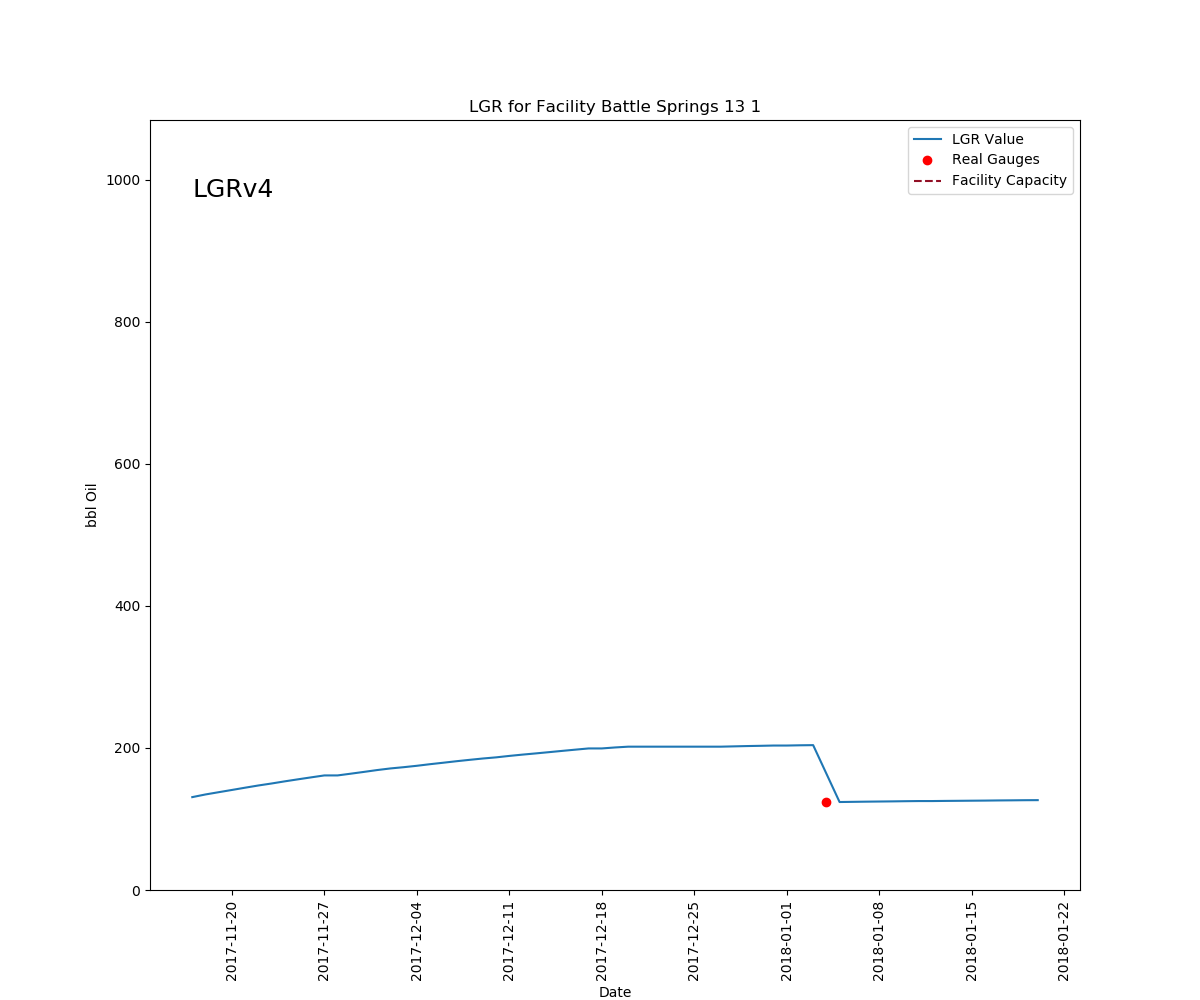 LGR for Facility Battle Springs 13 1
LGR Value
Real Gauges
Facility Capacity
LGRv4
1000
800
600
400
200
0
bbl Oil
2017-11-20
2017-11-27
2017-12-04
2017-12-11
2017-12-18
2017-12-25
2018-01-01
2018-01-08
2018-01-15
2018-01-22
Date